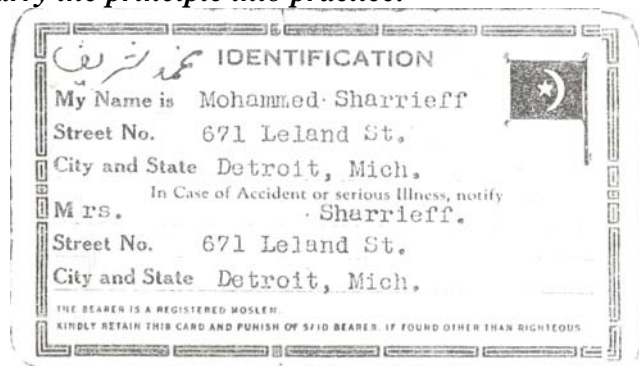 arry the principle into practice.
محمد شريف IDENTIFICATION
My Name is Mohammed Sharrieff
Street No. 671 Leland St.
City and State Detroit, Mich.
In Case of Accident or serious Illness, notify
Mrs. Sharrieff.
Street No. 671 Leland St.
City and State Detroit, Mich.
THE BEARER IS A REGISTERED MOSLEM.
KINDLY RETAIN THIS CARD AND PUNISH OF S/ID BEARER. IF FOUND OTHER THAN RIGHTEOUS